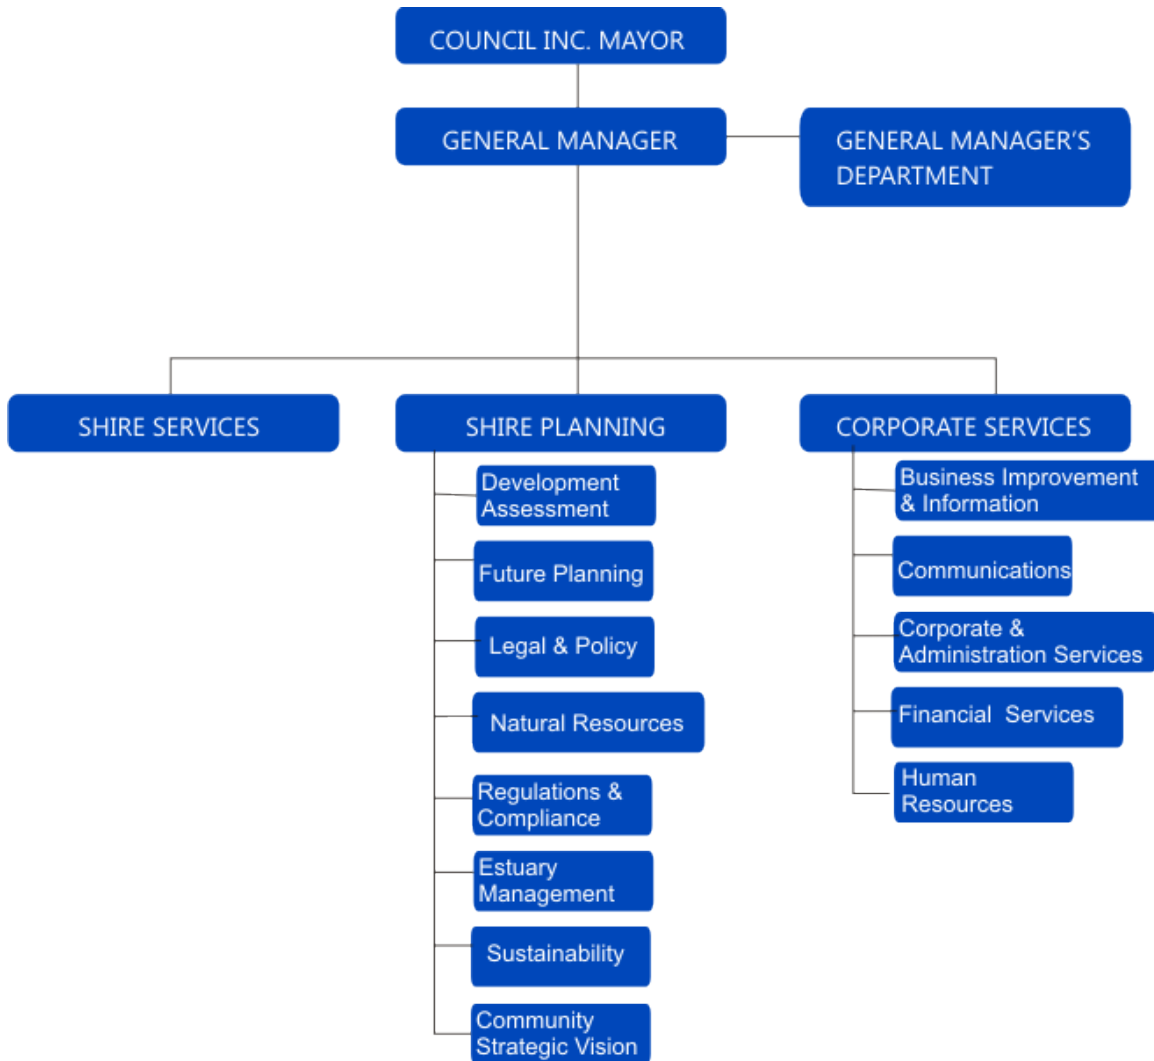 COUNCIL INC. MAYOR
GENERAL MANAGER
GENERAL MANAGER'S
DEPARTMENT
SHIRE SERVICES
SHIRE PLANNING
Development
Assessment
Future Planning
Legal & Policy
Natural Resources
Regulations &
Compliance
Estuary
Management
Sustainability
Community
Strategic Vision
CORPORATE SERVICES
Business Improvement
& Information
Communications
Corporate &
Administration Services
Financial  Services
Human
Resources